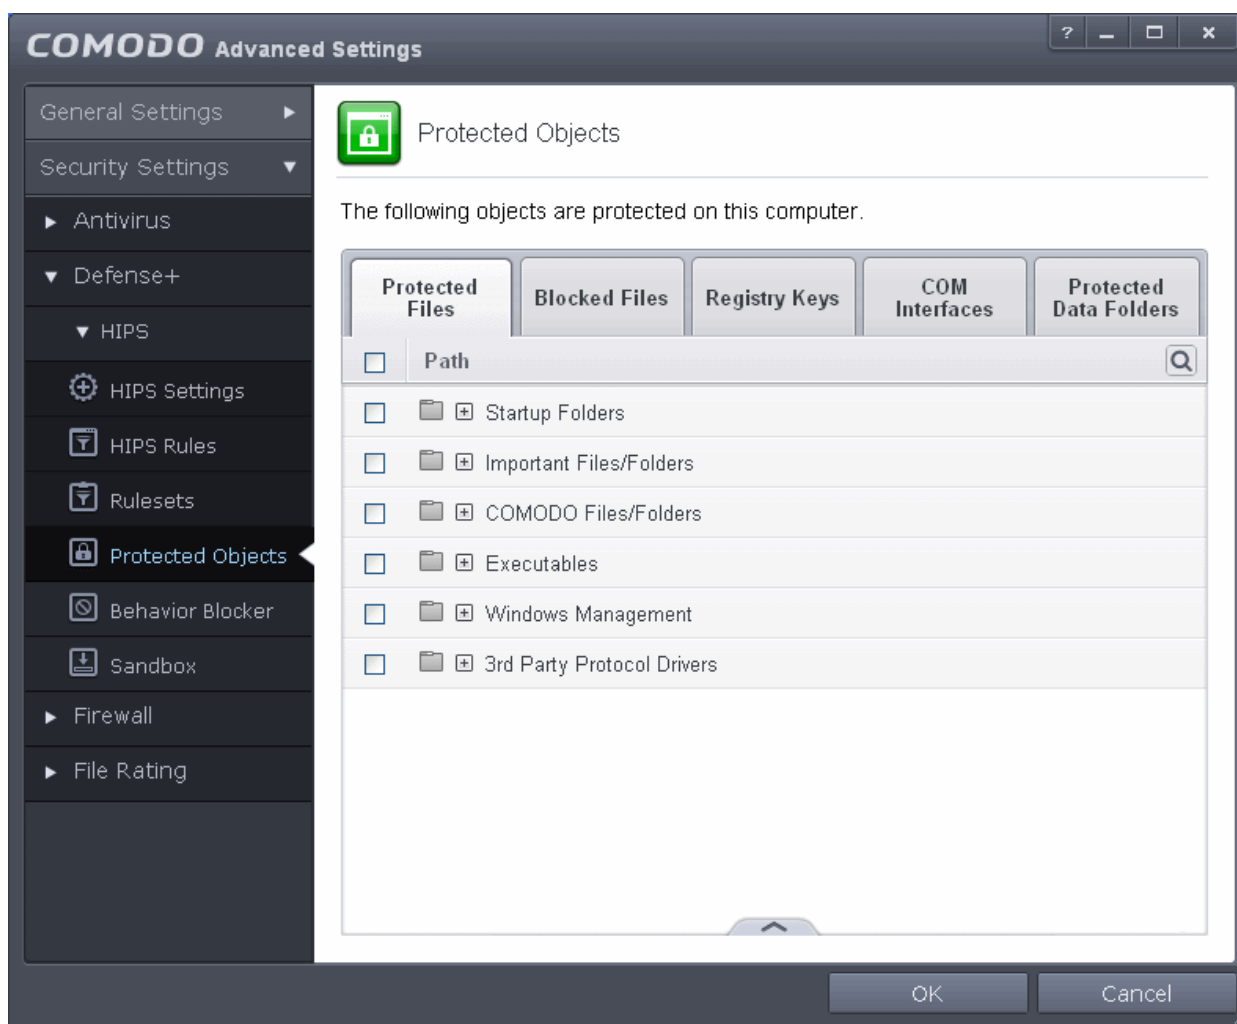 COMODO Advanced Settings
?
General Settings
Security Settings
Antivirus
Defense+
HIPS
HIPS Settings
HIPS Rules
Rulesets
Protected Objects
Behavior Blocker
Sandbox
Firewall
File Rating
Protected Objects
The following objects are protected on this computer.
Protected
Files
Blocked Files
Registry Keys
COM
Interfaces
Protected
Data Folders
Path
Startup Folders
Important Files/Folders
COMODO Files/Folders
Executables
Windows Management
3rd Party Protocol Drivers
OK
Cancel